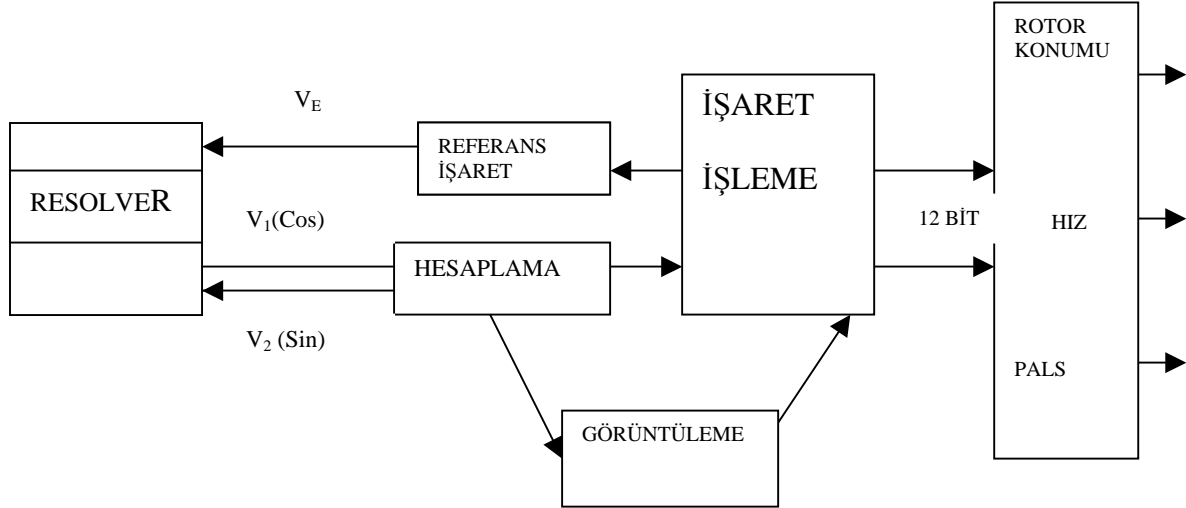 ROTOR
KONUMU
V_E
İŞARET
İŞLEME
REFERANS
İŞARET
RESOLVER
V_1(Cos)
12 BİT
HIZ
HESAPLAMA
V_2 (Sin)
PALS
GÖRÜNTÜLEME